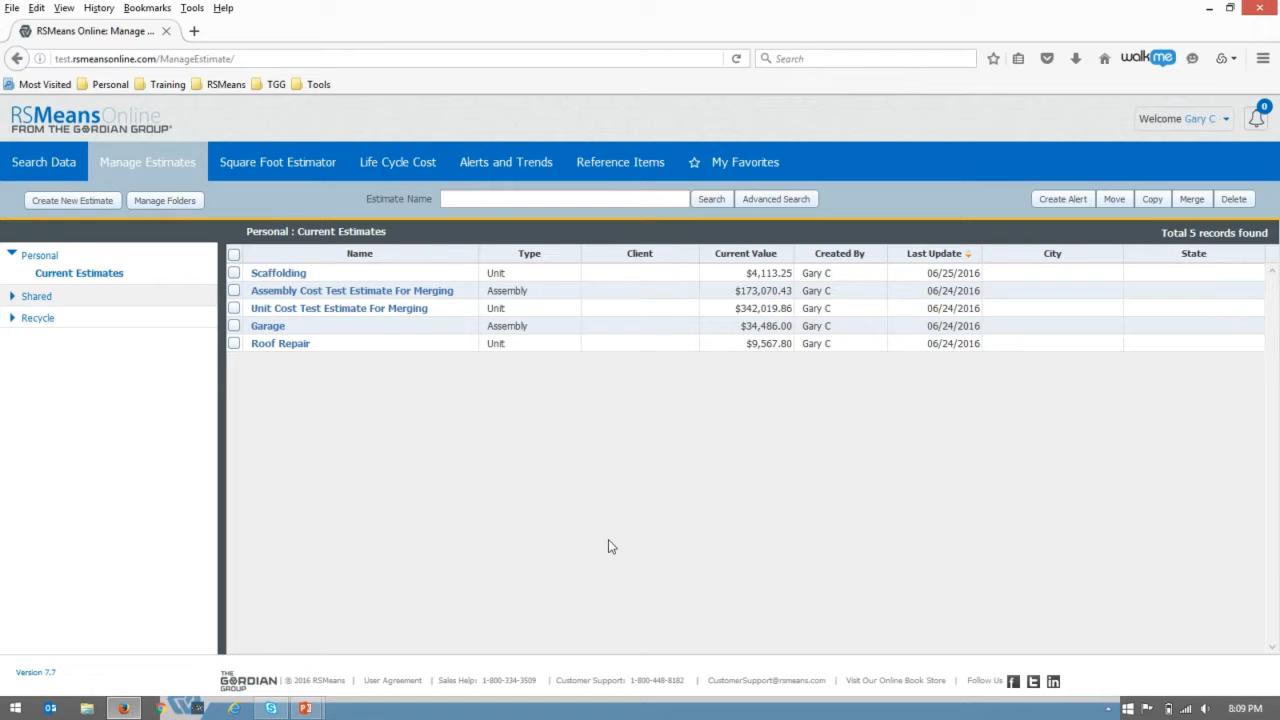 File Edit View History Bookmarks Tools Help
RSMeans Online: Manage ...
test.rsmeansonline.com/ManageEstimate/
Search
walkme
Most Visited Personal Training RSMeans TGG Tools
RSMeansOnline
FROM THE GORDIAN GROUP®
Welcome Gary C
0
Search Data Manage Estimates Square Foot Estimator Life Cycle Cost Alerts and Trends Reference Items My Favorites
Create New Estimate Manage Folders Estimate Name Search Advanced Search Create Alert Move Copy Merge Delete
Personal : Current Estimates Total 5 records found
Personal
Current Estimates
Shared
Recycle
Name Type Client Current Value Created By Last Update City State
Scaffolding Unit $4,113.25 Gary C 06/25/2016
Assembly Cost Test Estimate For Merging Assembly $173,070.43 Gary C 06/24/2016
Unit Cost Test Estimate For Merging Unit $342,019.86 Gary C 06/24/2016
Garage Assembly $34,486.00 Gary C 06/24/2016
Roof Repair Unit $9,567.80 Gary C 06/24/2016
Version 7.7
THE GORDIAN GROUP | © 2016 RSMeans | User Agreement | Sales Help: 1-800-334-3509 | Customer Support: 1-800-448-8182 | CustomerSupport@rsmeans.com | Visit Our Online Book Store | Follow Us
8:09 PM